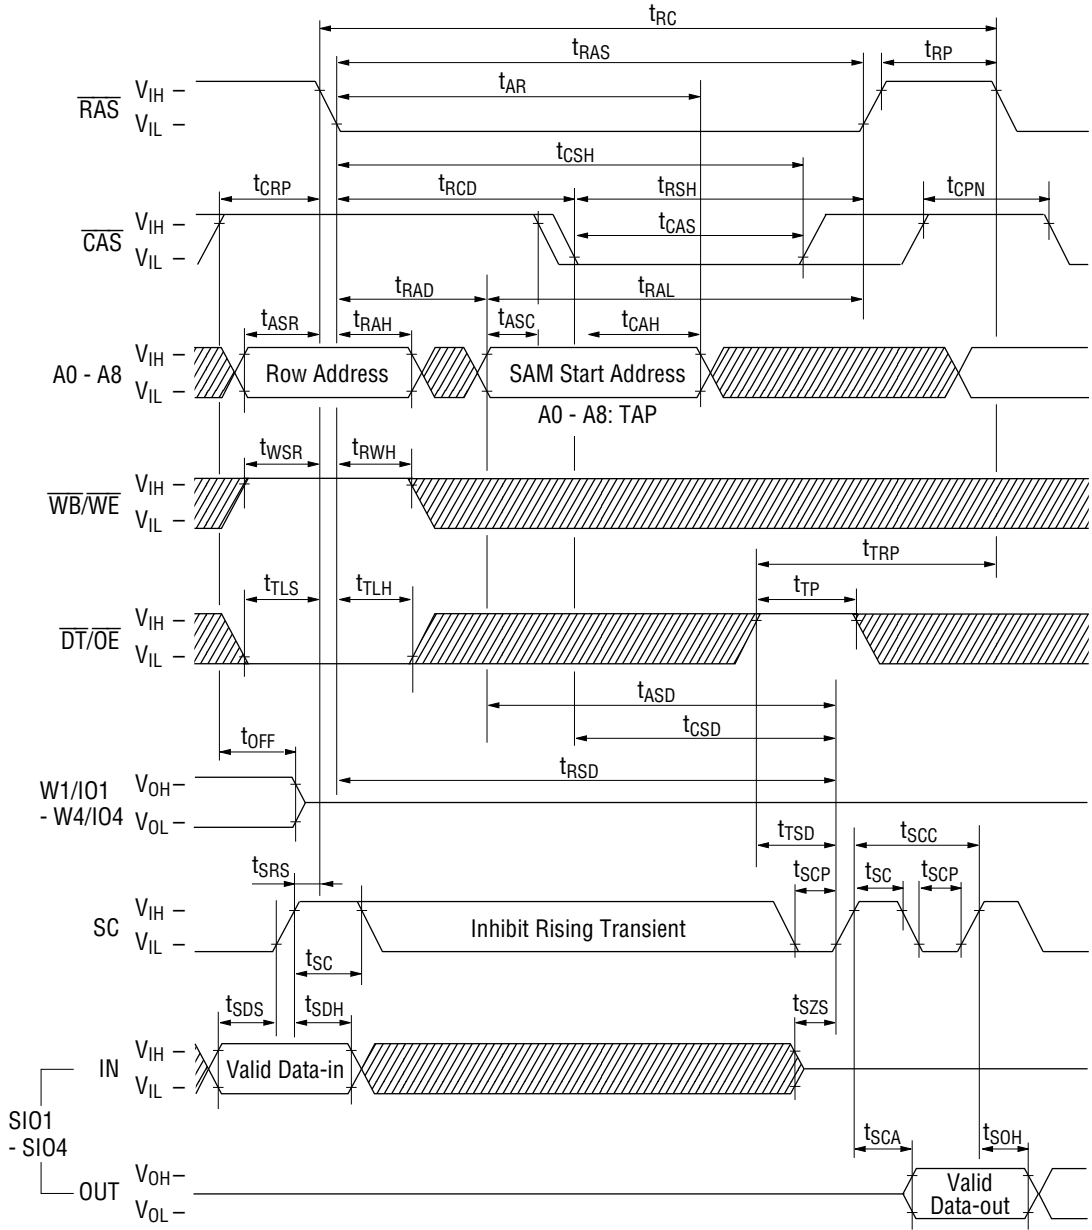 tRC
tRAS
tRP
tAR
RAS
VIH
VIL
tCSH
tCRP
tRCD
tRSH
tCPN
CAS
VIH
VIL
tCAS
tRAD
tRAL
tASR
tRAH
tASC
tCAH
A0 - A8
VIH
VIL
Row Address
SAM Start Address
A0 - A8: TAP
tWSR
tRWH
WB/WE
VIH
VIL
tTRP
tTLS
tTLH
tTP
DT/OE
VIH
VIL
tASD
tCSD
tOFF
tRSD
W1/IO1
- W4/IO4
VOH
VOL
tTSD
tSCC
tSRS
tSCP
tSC
tSCP
SC
VIH
VIL
Inhibit Rising Transient
tSC
tSDS
tSDH
tSZS
IN
VIH
VIL
Valid Data-in
SIO1
- SIO4
tSCA
tSOH
OUT
VOH
VOL
Valid
Data-out